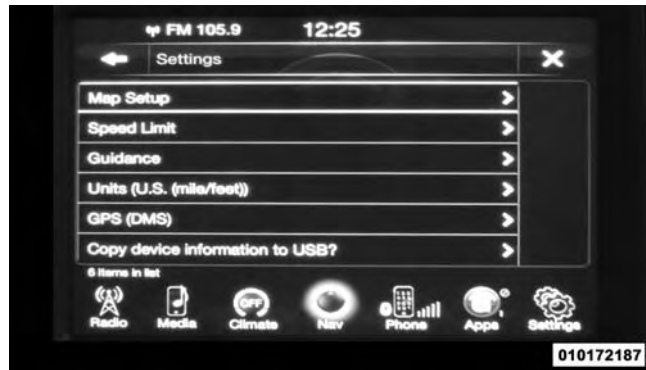 FM 105.9 12:25
Settings
Map Setup
Speed Limit
Guidance
Units (U.S. (mile/feet))
GPS (DMS)
Copy device information to USB?
6 items in list
OFF
Radio Media Climate Nav Phone Apps Settings
010172187